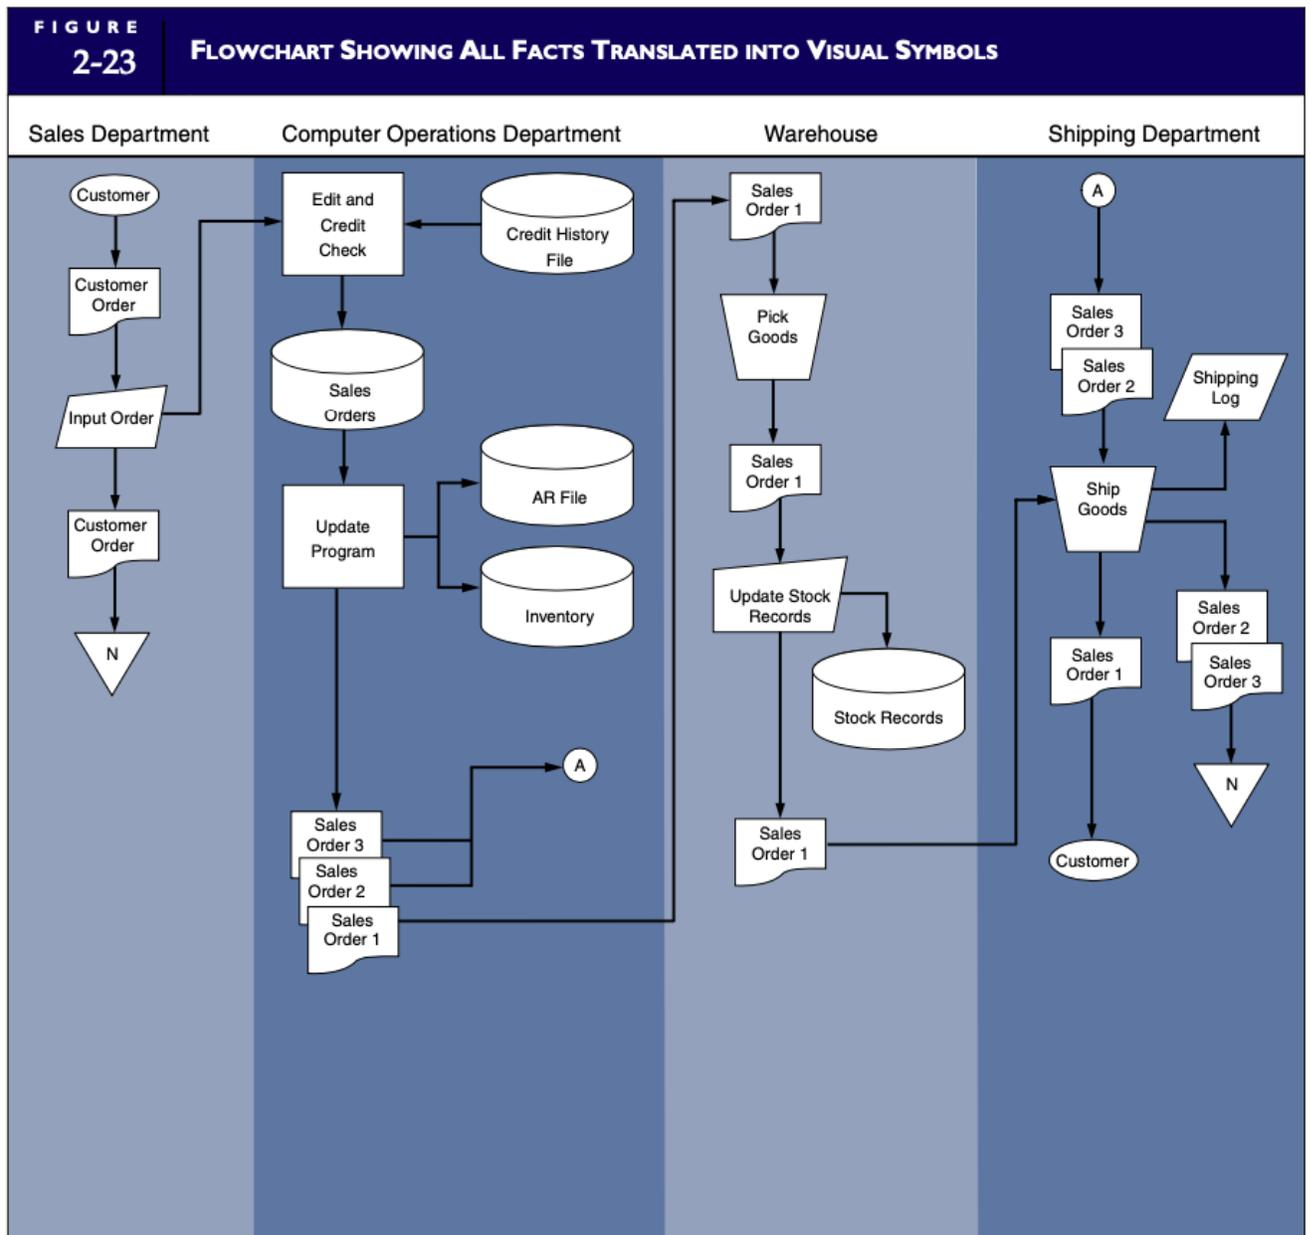 FIGURE
2-23
FLOWCHART SHOWING ALL FACTS TRANSLATED INTO VISUAL SYMBOLS
Sales Department
Computer Operations Department
Warehouse
Shipping Department
Customer
Customer
Order
Input Order
Customer
Order
N
Edit and
Credit
Check
Credit History
File
Sales
Orders
Update
Program
AR File
Inventory
A
Sales
Order 3
Sales
Order 2
Sales
Order 1
Sales
Order 1
Pick
Goods
Sales
Order 1
Update Stock
Records
Stock Records
Sales
Order 1
A
Sales
Order 3
Sales
Order 2
Shipping
Log
Ship
Goods
Sales
Order 1
Customer
Sales
Order 2
Sales
Order 3
N